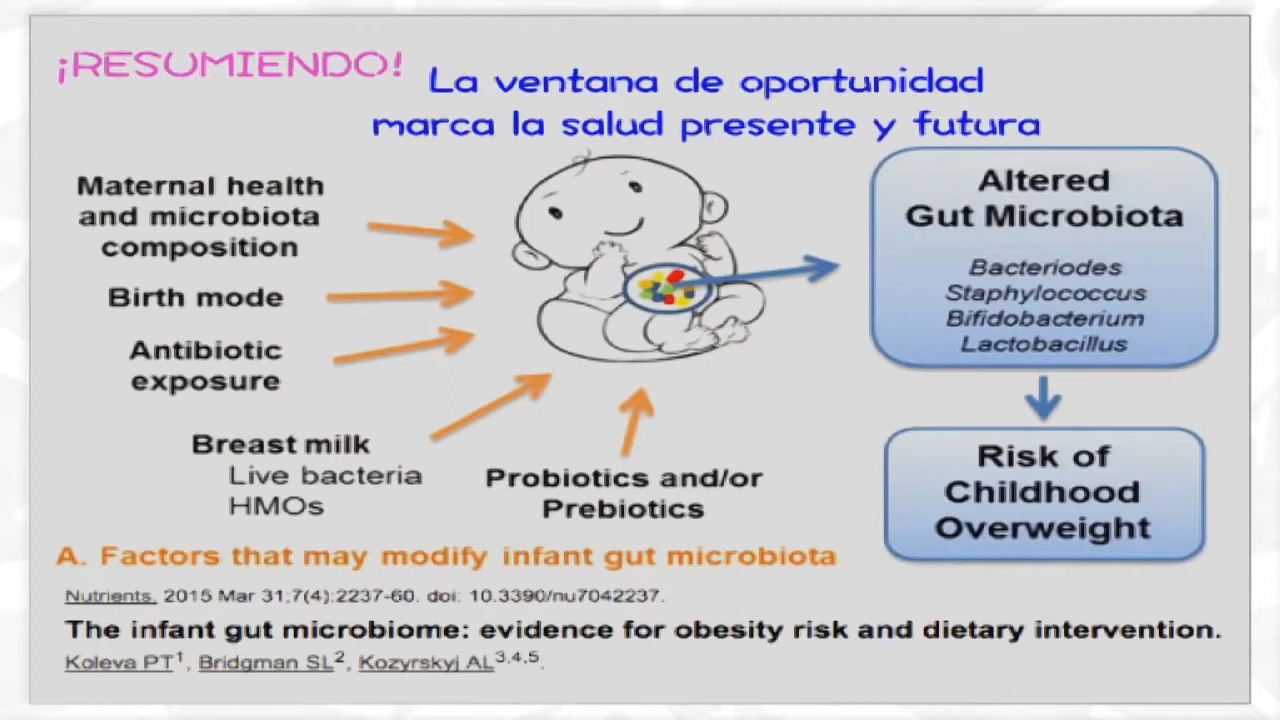 ¡RESUMIENDO!
La ventana de oportunidad
marca la salud presente y futura
Maternal health
and microbiota
composition
Birth mode
Antibiotic
exposure
Breast milk
Live bacteria
HMOs
Probiotics and/or
Prebiotics
Altered
Gut Microbiota
Bacteriodes
Staphylococcus
Bifidobacterium
Lactobacillus
Risk of
Childhood
Overweight
A. Factors that may modify infant gut microbiota
Nutrients. 2015 Mar 31;7(4):2237-60. doi: 10.3390/nu7042237.
The infant gut microbiome: evidence for obesity risk and dietary intervention.
Koleva PT1, Bridgman SL2, Kozyrskyj AL3,4,5.